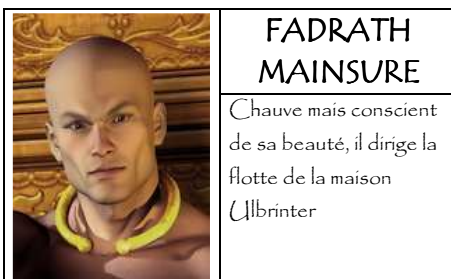 FADRATH
MAINSURE
Chauve mais conscient
de sa beauté, il dirige la
flotte de la maison
Ulbrinter